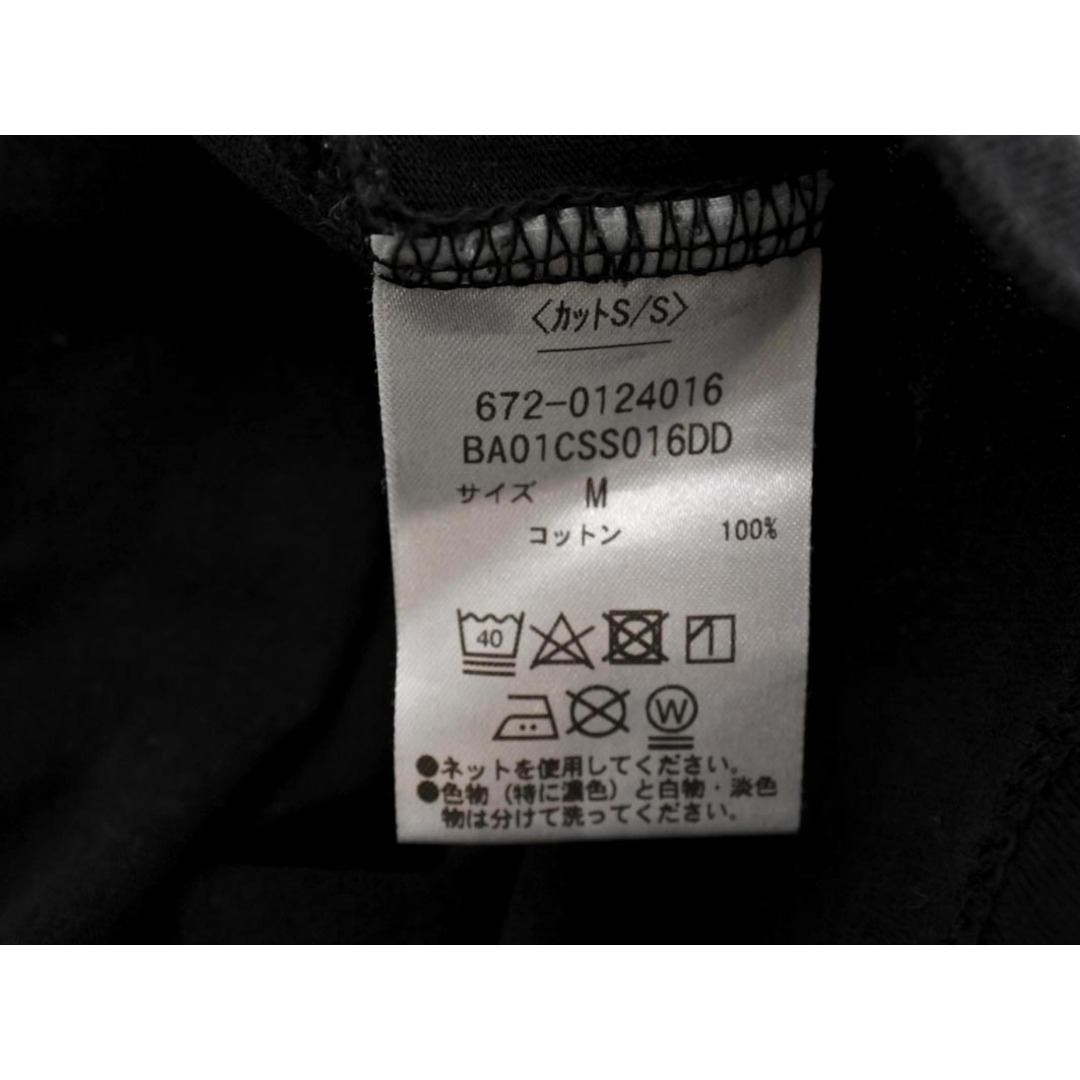 〈カットS/S〉
672-0124016
BA01CSS016DD
サイズ M
コットン 100%
40
W
●ネットを使用してください。
●色物（特に濃色）と白物・淡色
物は分けて洗ってください。